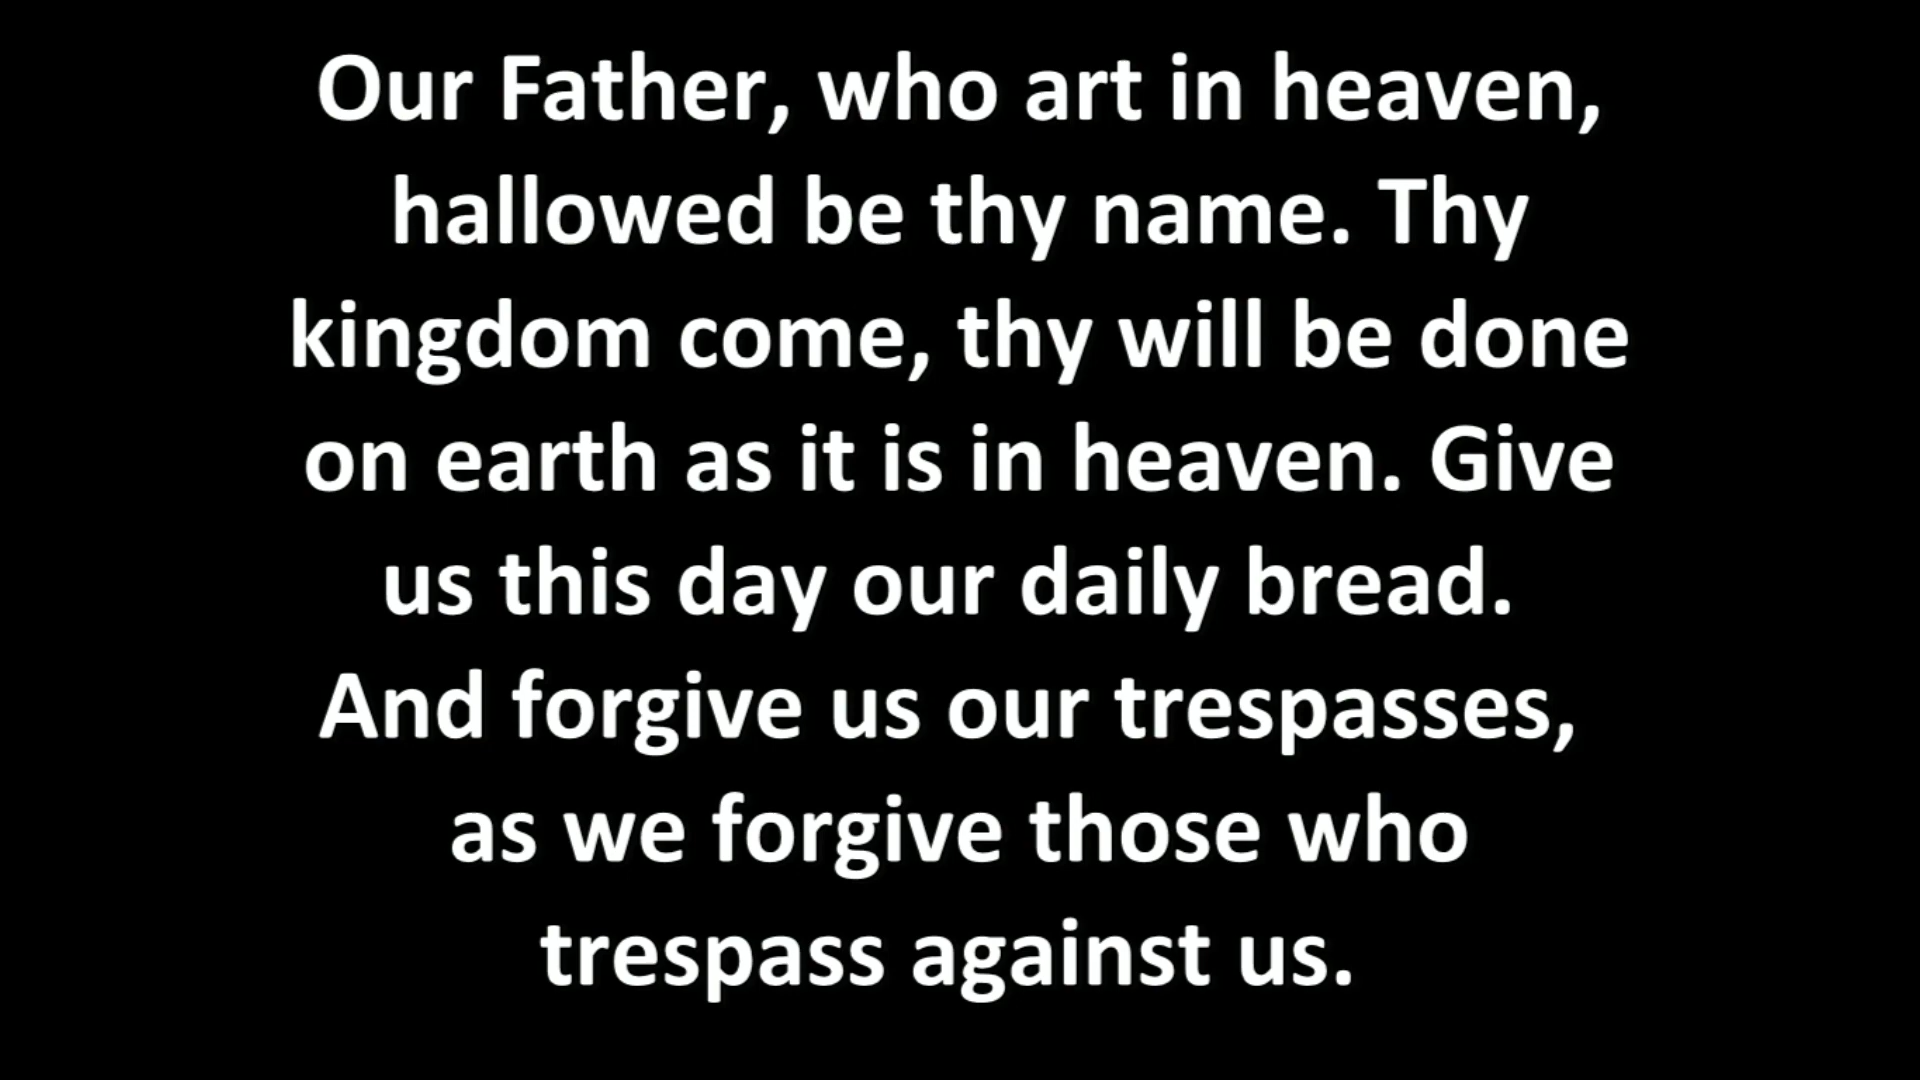 Our Father, who art in heaven,
hallowed be thy name. Thy
kingdom come, thy will be done
on earth as it is in heaven. Give
us this day our daily bread.
And forgive us our trespasses,
as we forgive those who
trespass against us.